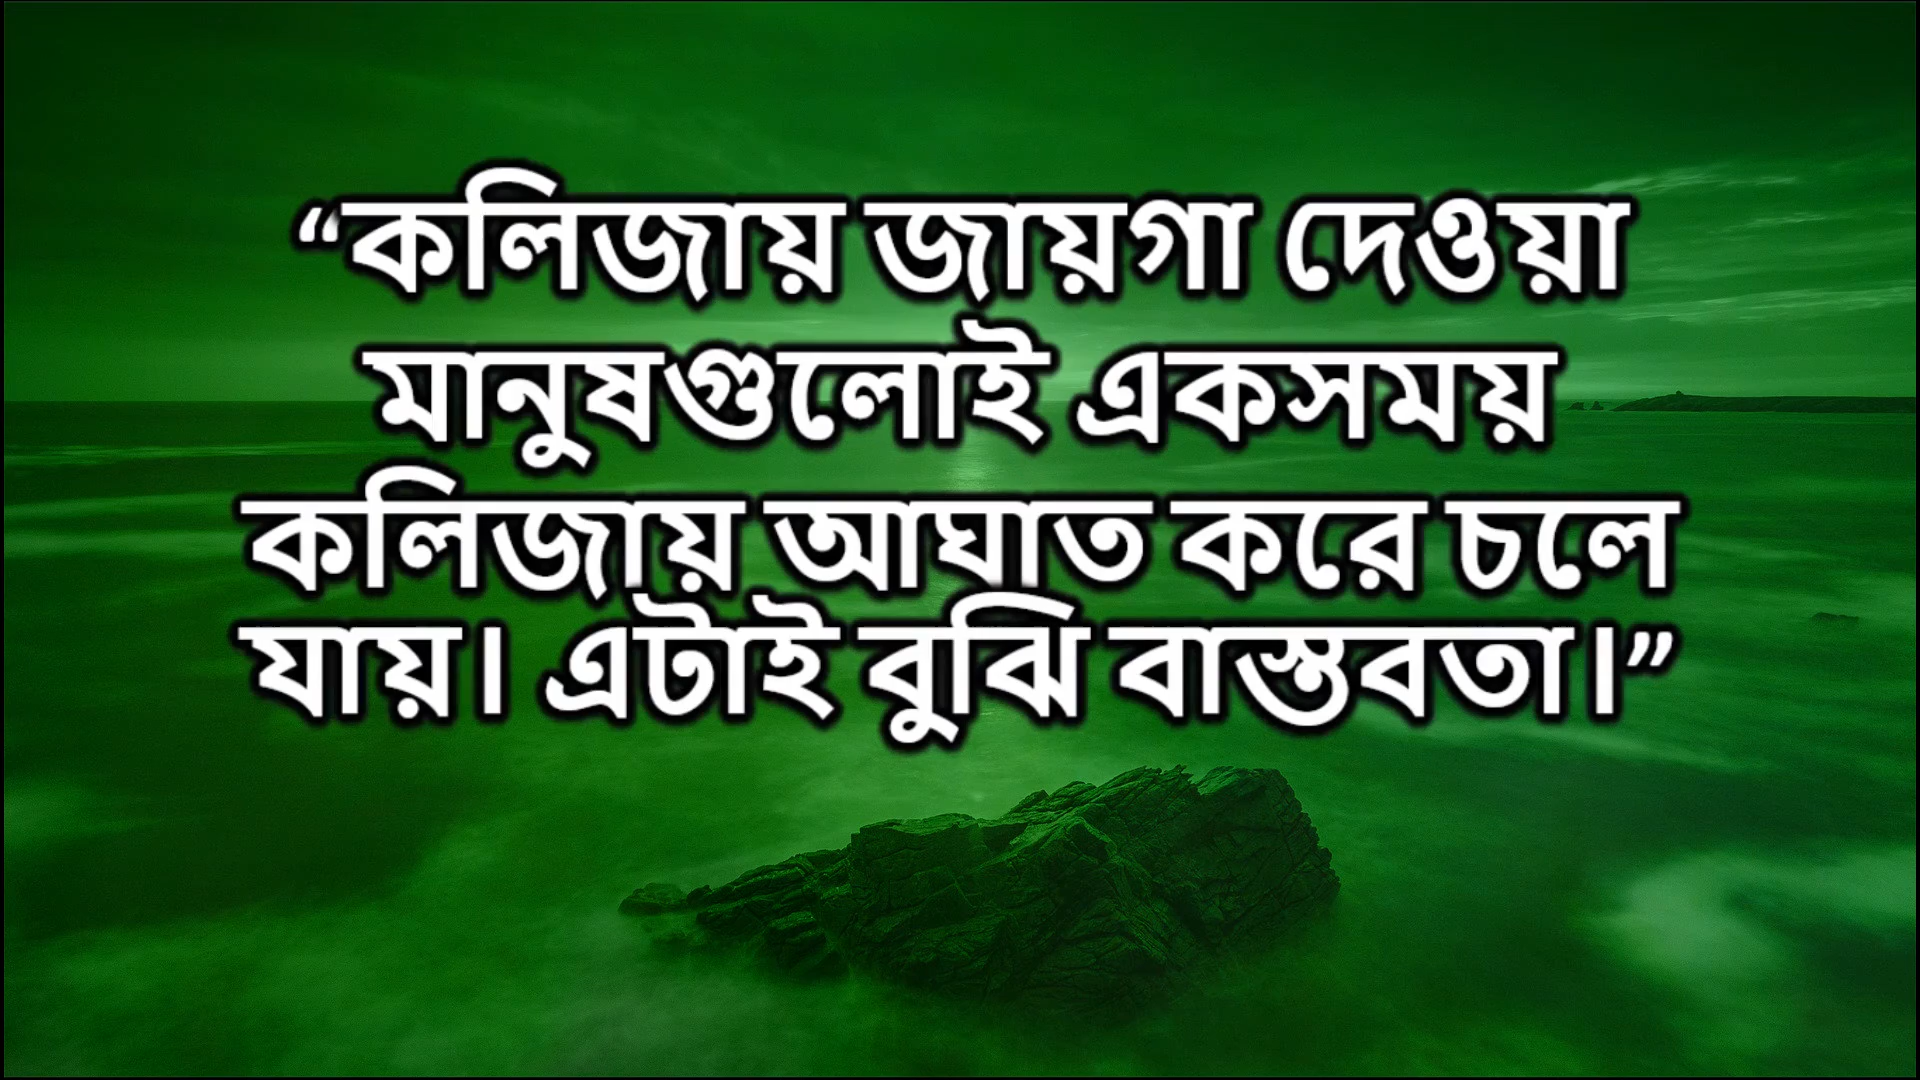 “কলিজায় জায়গা দেওয়া
মানুষগুলোই একসময়
কলিজায় আঘাত করে চলে
যায়। এটাই বুঝি বাস্তবতা।”